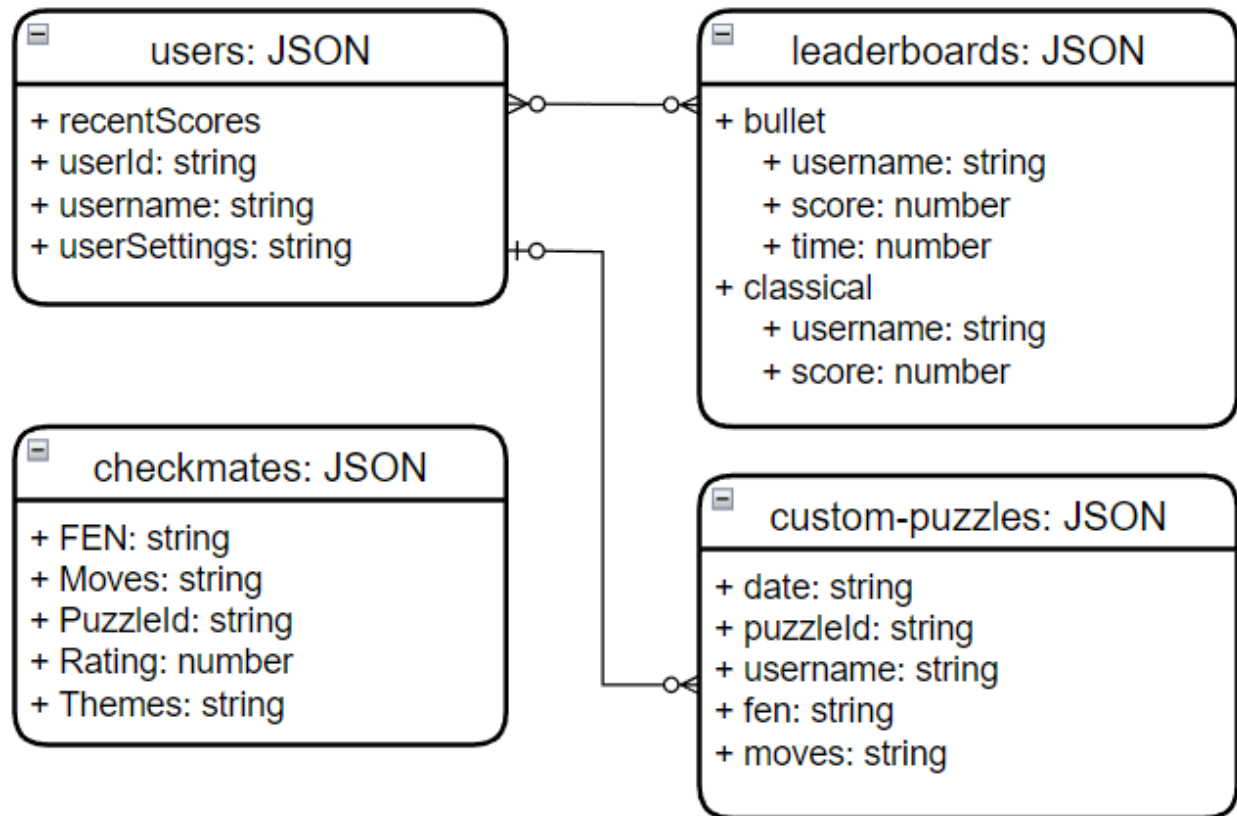 users: JSON
+ recentScores
+ userId: string
+ username: string
+ userSettings: string
leaderboards: JSON
+ bullet
+ username: string
+ score: number
+ time: number
+ classical
+ username: string
+ score: number
checkmates: JSON
+ FEN: string
+ Moves: string
+ PuzzleId: string
+ Rating: number
+ Themes: string
custom-puzzles: JSON
+ date: string
+ puzzleId: string
+ username: string
+ fen: string
+ moves: string